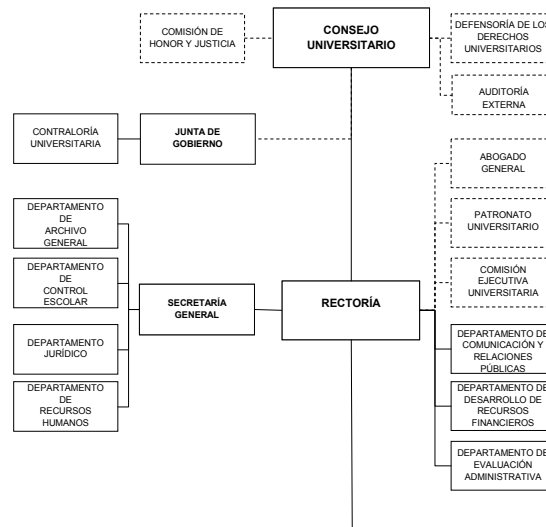 COMISIÓN DE
HONOR Y JUSTICIA
CONSEJO
UNIVERSITARIO
DEFENSORÍA DE LOS
DERECHOS
UNIVERSITARIOS
AUDITORÍA
EXTERNA
CONTRALORÍA
UNIVERSITARIA
JUNTA DE
GOBIERNO
ABOGADO
GENERAL
PATRONATO
UNIVERSITARIO
COMISIÓN
EJECUTIVA
UNIVERSITARIA
DEPARTAMENTO
DE
ARCHIVO
GENERAL
DEPARTAMENTO
DE
CONTROL
ESCOLAR
DEPARTAMENTO
JURÍDICO
DEPARTAMENTO
DE
RECURSOS
HUMANOS
SECRETARÍA
GENERAL
RECTORÍA
DEPARTAMENTO DE
COMUNICACIÓN Y
RELACIONES
PÚBLICAS
DEPARTAMENTO DE
DESARROLLO DE
RECURSOS
FINANCIEROS
DEPARTAMENTO DE
EVALUACIÓN
ADMINISTRATIVA